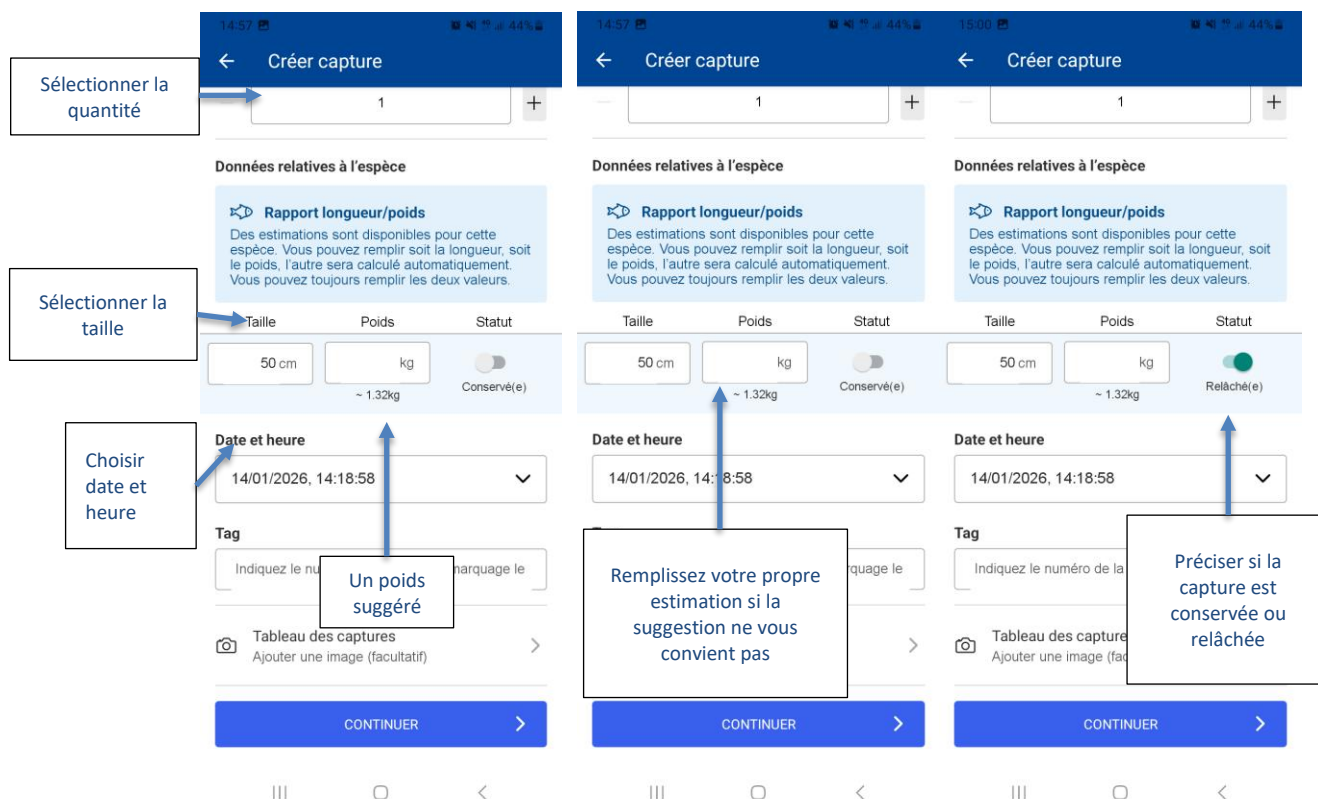 14:57
44%
Créer capture
Sélectionner la
quantité
1
+
Données relatives à l'espèce
Rapport longueur/poids
Des estimations sont disponibles pour cette
espèce. Vous pouvez remplir soit la longueur, soit
le poids, l'autre sera calculé automatiquement.
Vous pouvez toujours remplir les deux valeurs.
Sélectionner la
taille
Taille Poids Statut
50 cm kg
~ 1.32kg
Conservé(e)
Choisir
date et
heure
Date et heure
14/01/2026, 14:18:58
Tag
Indiquez le marquage le
Un poids
suggéré
Tableau des captures
Ajouter une image (facultatif)
CONTINUER
14:57
44%
Créer capture
1
+
Données relatives à l'espèce
Rapport longueur/poids
Des estimations sont disponibles pour cette
espèce. Vous pouvez remplir soit la longueur, soit
le poids, l'autre sera calculé automatiquement.
Vous pouvez toujours remplir les deux valeurs.
Taille Poids Statut
50 cm kg
~ 1.32kg
Conservé(e)
Date et heure
14/01/2026, 14:18:58
le
Remplissez votre propre
estimation si la
suggestion ne vous
convient pas
CONTINUER
15:00
44%
Créer capture
1
+
Données relatives à l'espèce
Rapport longueur/poids
Des estimations sont disponibles pour cette
espèce. Vous pouvez remplir soit la longueur, soit
le poids, l'autre sera calculé automatiquement.
Vous pouvez toujours remplir les deux valeurs.
Taille Poids Statut
50 cm kg
~ 1.32kg
Relâché(e)
Date et heure
14/01/2026, 14:18:58
Tag
Indiquez le numéro de la
Préciser si la
capture est
conservée ou
relâchée
Tableau des capture
Ajouter une image
CONTINUER